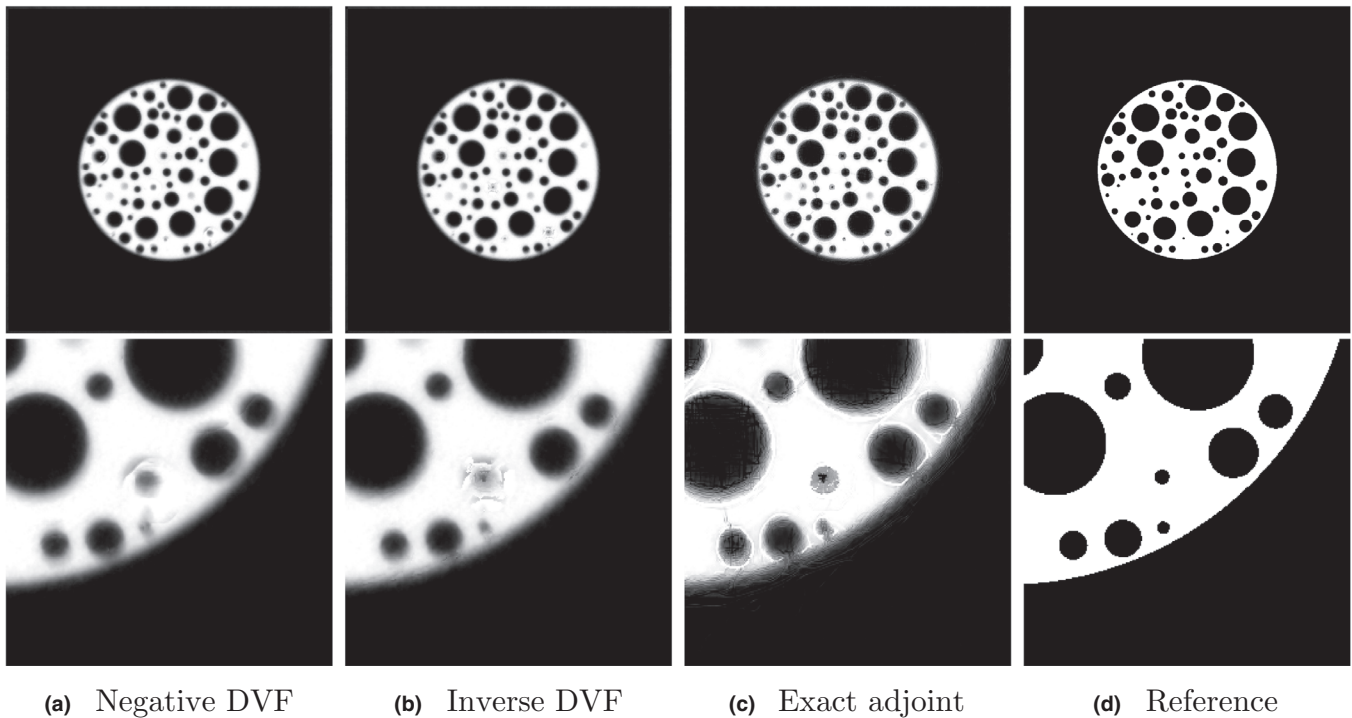 (a) Negative DVF
(b) Inverse DVF
(c) Exact adjoint
(d) Reference